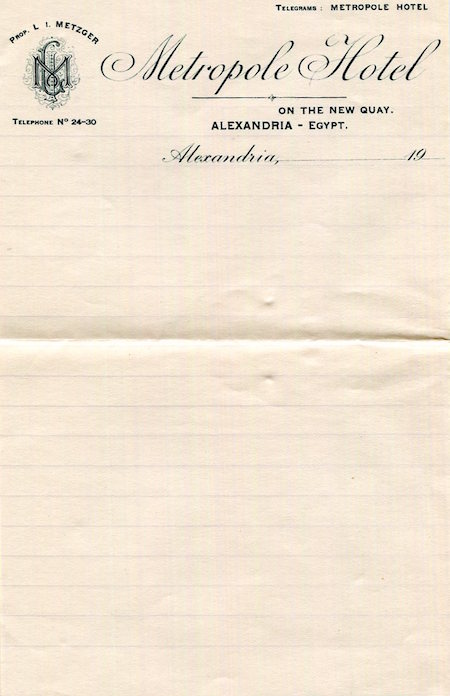 TELEGRAMS: METROPOLE HOTEL
PROP. L. I. METZGER
Metropole Hotel
TELEPHONE Nº 24-30
ON THE NEW QUAY.
ALEXANDRIA - EGYPT.
Alexandria, 19